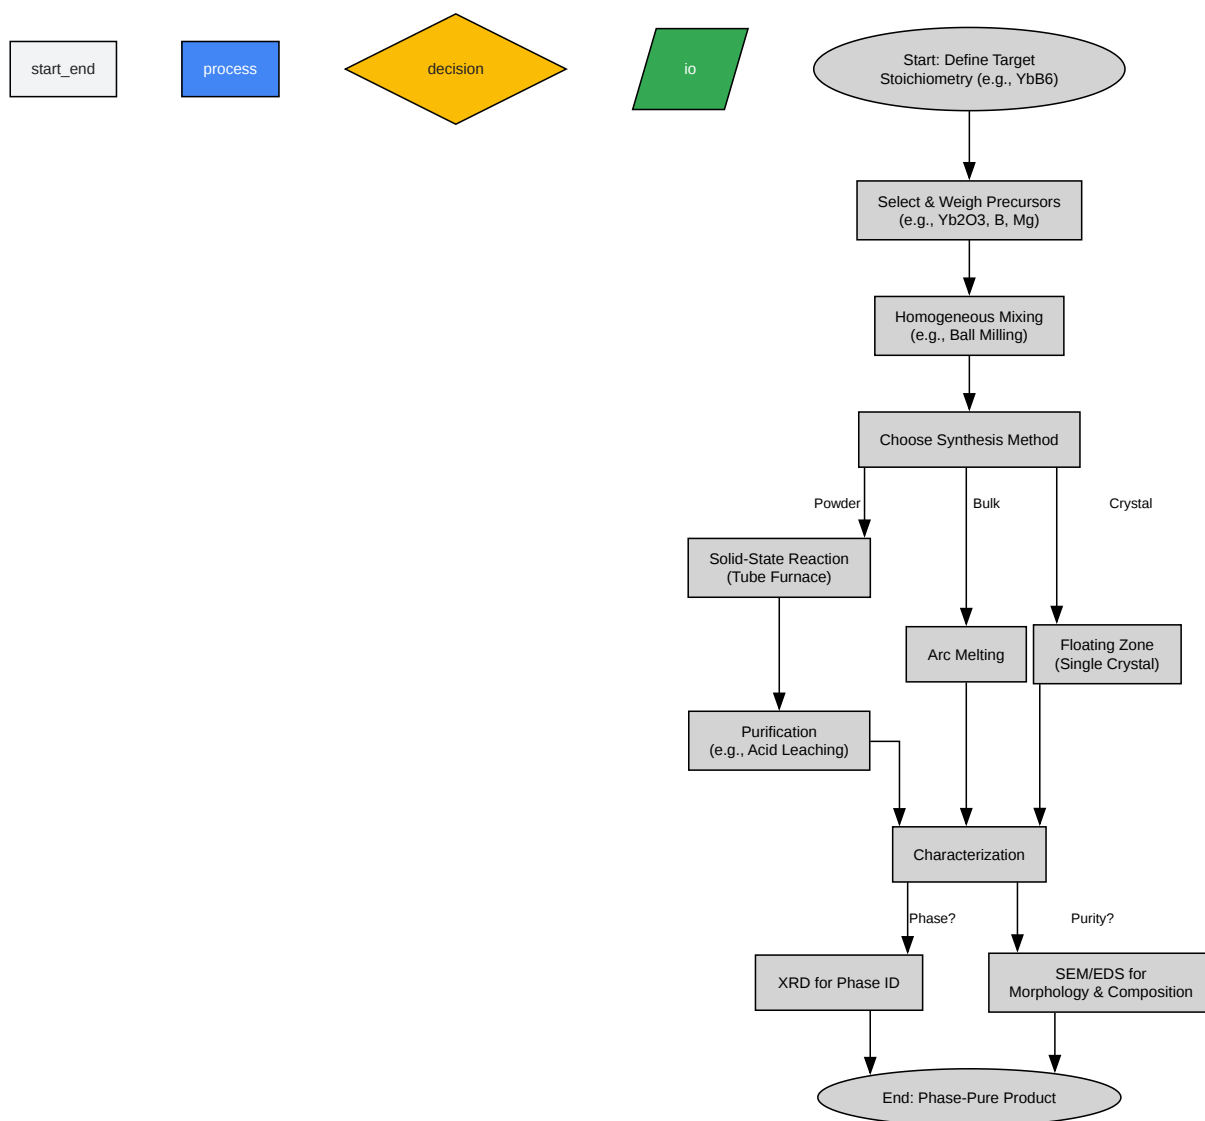 start_end
process
decision
io
Start: Define Target
Stoichiometry (e.g., YbB6)
Select & Weigh Precursors
(e.g., Yb2O3, B, Mg)
Homogeneous Mixing
(e.g., Ball Milling)
Choose Synthesis Method
Powder
Bulk
Crystal
Solid-State Reaction
(Tube Furnace)
Arc Melting
Floating Zone
(Single Crystal)
Purification
(e.g., Acid Leaching)
Characterization
Phase?
Purity?
XRD for Phase ID
SEM/EDS for
Morphology & Composition
End: Phase-Pure Product